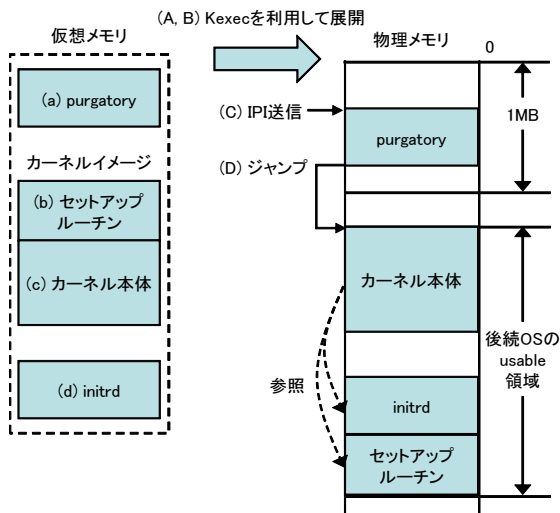 (A, B) Kexecを利用して展開
仮想メモリ
物理メモリ
0
(a) purgatory
(C) IPI送信
1MB
purgatory
カーネルイメージ
(D) ジャンプ
(b) セットアップ
ルーチン
(c) カーネル本体
カーネル本体
後続OSの
usable
領域
参照
(d) initrd
initrd
セットアップ
ルーチン